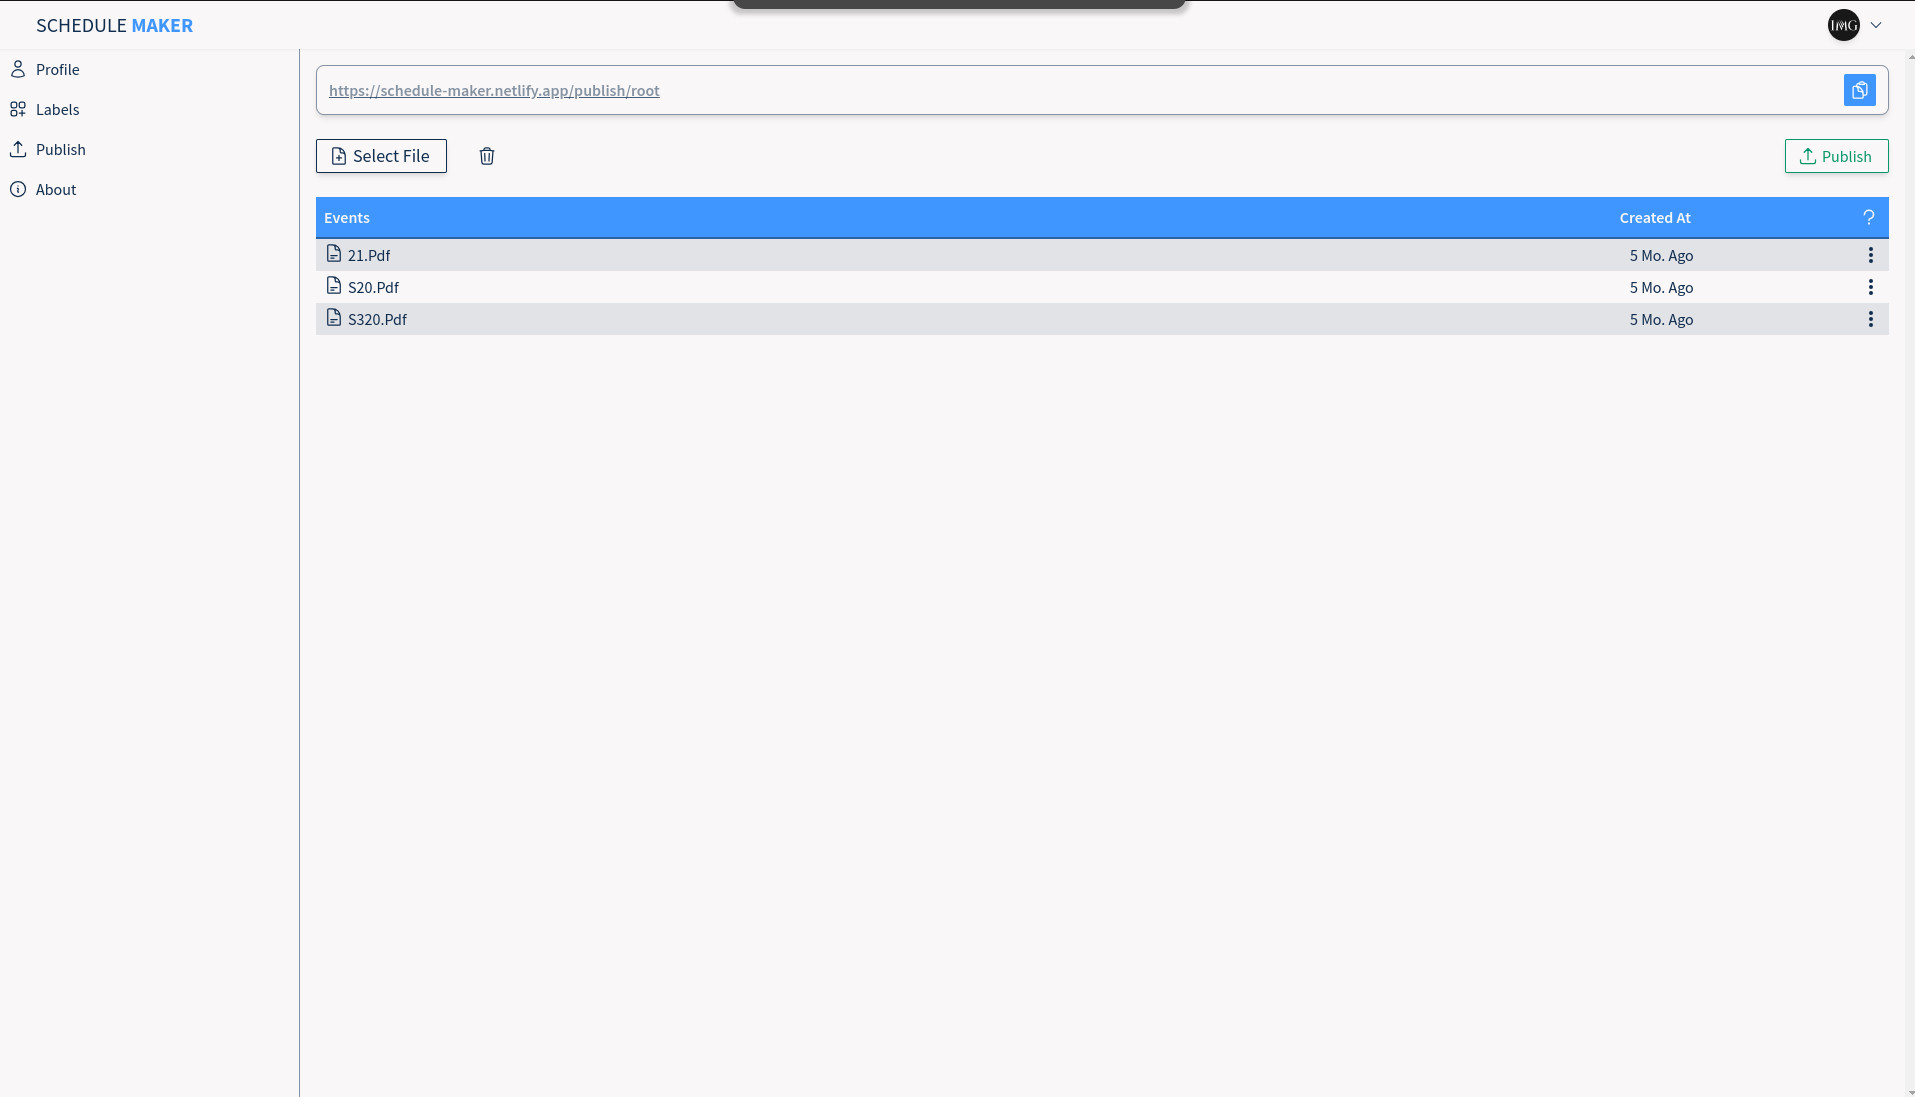 SCHEDULE MAKER
IMG
Profile
Labels
Publish
About
https://schedule-maker.netlify.app/publish/root
Select File
Publish
Events Created At ?
21.Pdf 5 Mo. Ago
S20.Pdf 5 Mo. Ago
S320.Pdf 5 Mo. Ago